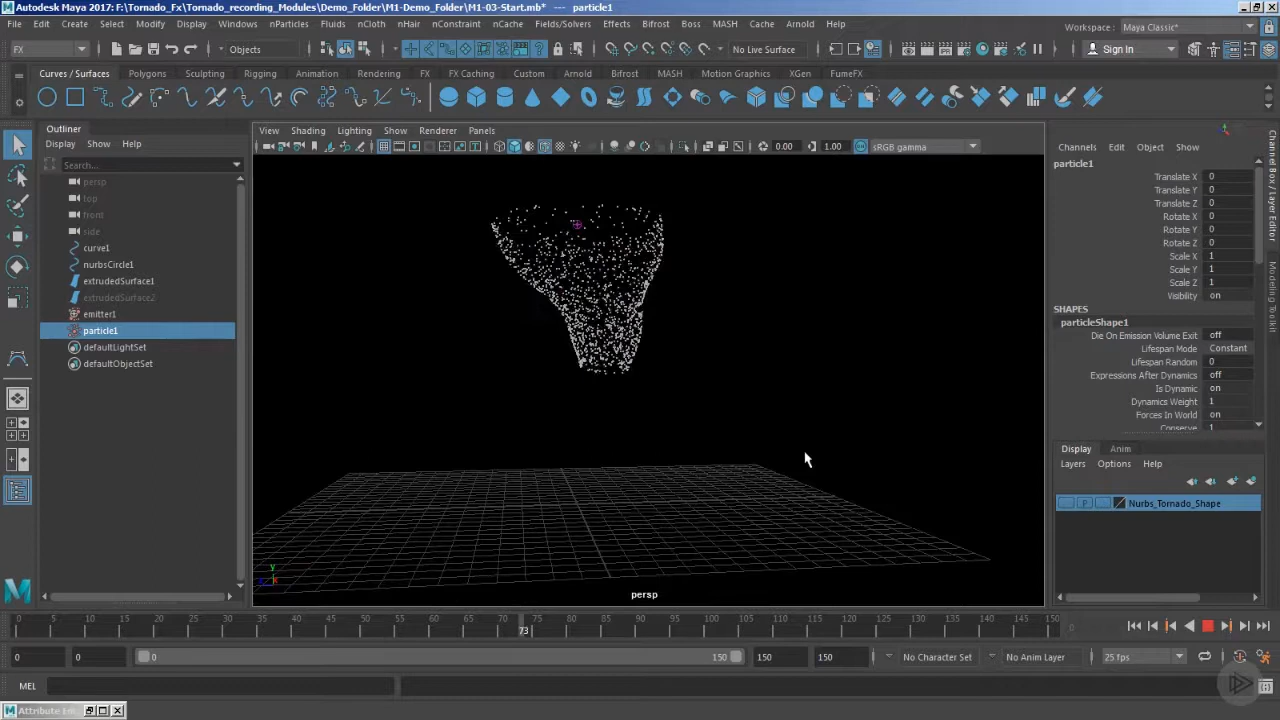 Autodesk Maya 2017: F:\Tornado_Fx\Tornado_recording_Modules\Demo_Folder\M1-Demo_Folder\M1-03-Start.mb* --- particle1
File Edit Create Select Modify Display Windows nParticles Fluids nCloth nHair nConstraint nCache Fields/Solvers Effects Bifrost Boss MASH Cache Arnold Help
Workspace : Maya Classic*
FX Objects No Live Surface Sign In
Curves / Surfaces Polygons Sculpting Rigging Animation Rendering FX FX Caching Custom Arnold Bifrost MASH Motion Graphics XGen FumeFX
Outliner
Display Show Help
Search...
persp
top
front
side
curve1
nurbsCircle1
extrudedSurface1
extrudedSurface2
emitter1
particle1
defaultLightSet
defaultObjectSet
View Shading Lighting Show Renderer Panels
0.00 1.00 sRGB gamma
persp
Channels Edit Object Show
particle1
Translate X 0
Translate Y 0
Translate Z 0
Rotate X 0
Rotate Y 0
Rotate Z 0
Scale X 1
Scale Y 1
Scale Z 1
Visibility on
SHAPES
particleShape1
Die On Emission Volume Exit off
Lifespan Mode Constant
Lifespan Random 0
Expressions After Dynamics off
Is Dynamic on
Dynamics Weight 1
Forces In World on
Conserve 1
Display Anim
Layers Options Help
P Nurbs_Tornado_Shape
Channel Box / Layer Editor
Modeling Toolkit
0 5 10 15 20 25 30 35 40 45 50 55 60 65 70 75 80 85 90 95 100 105 110 115 120 125 130 135 140 145 150
73
0 0 0 150 150 150 No Character Set No Anim Layer 25 fps
MEL
Attribute E